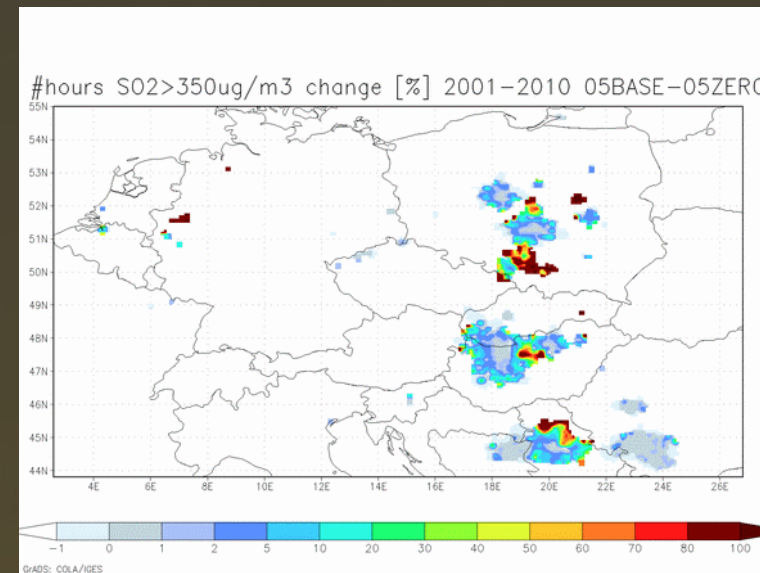 #hours SO2>350ug/m3 change [%] 2001-2010 05BASE-05ZERO
55N
54N
53N
52N
51N
50N
49N
48N
47N
46N
45N
44N
4E 6E 8E 10E 12E 14E 16E 18E 20E 22E 24E 26E
-1 0 1 2 5 10 20 30 40 50 60 70 80 100
GrADS: COLA/IGES